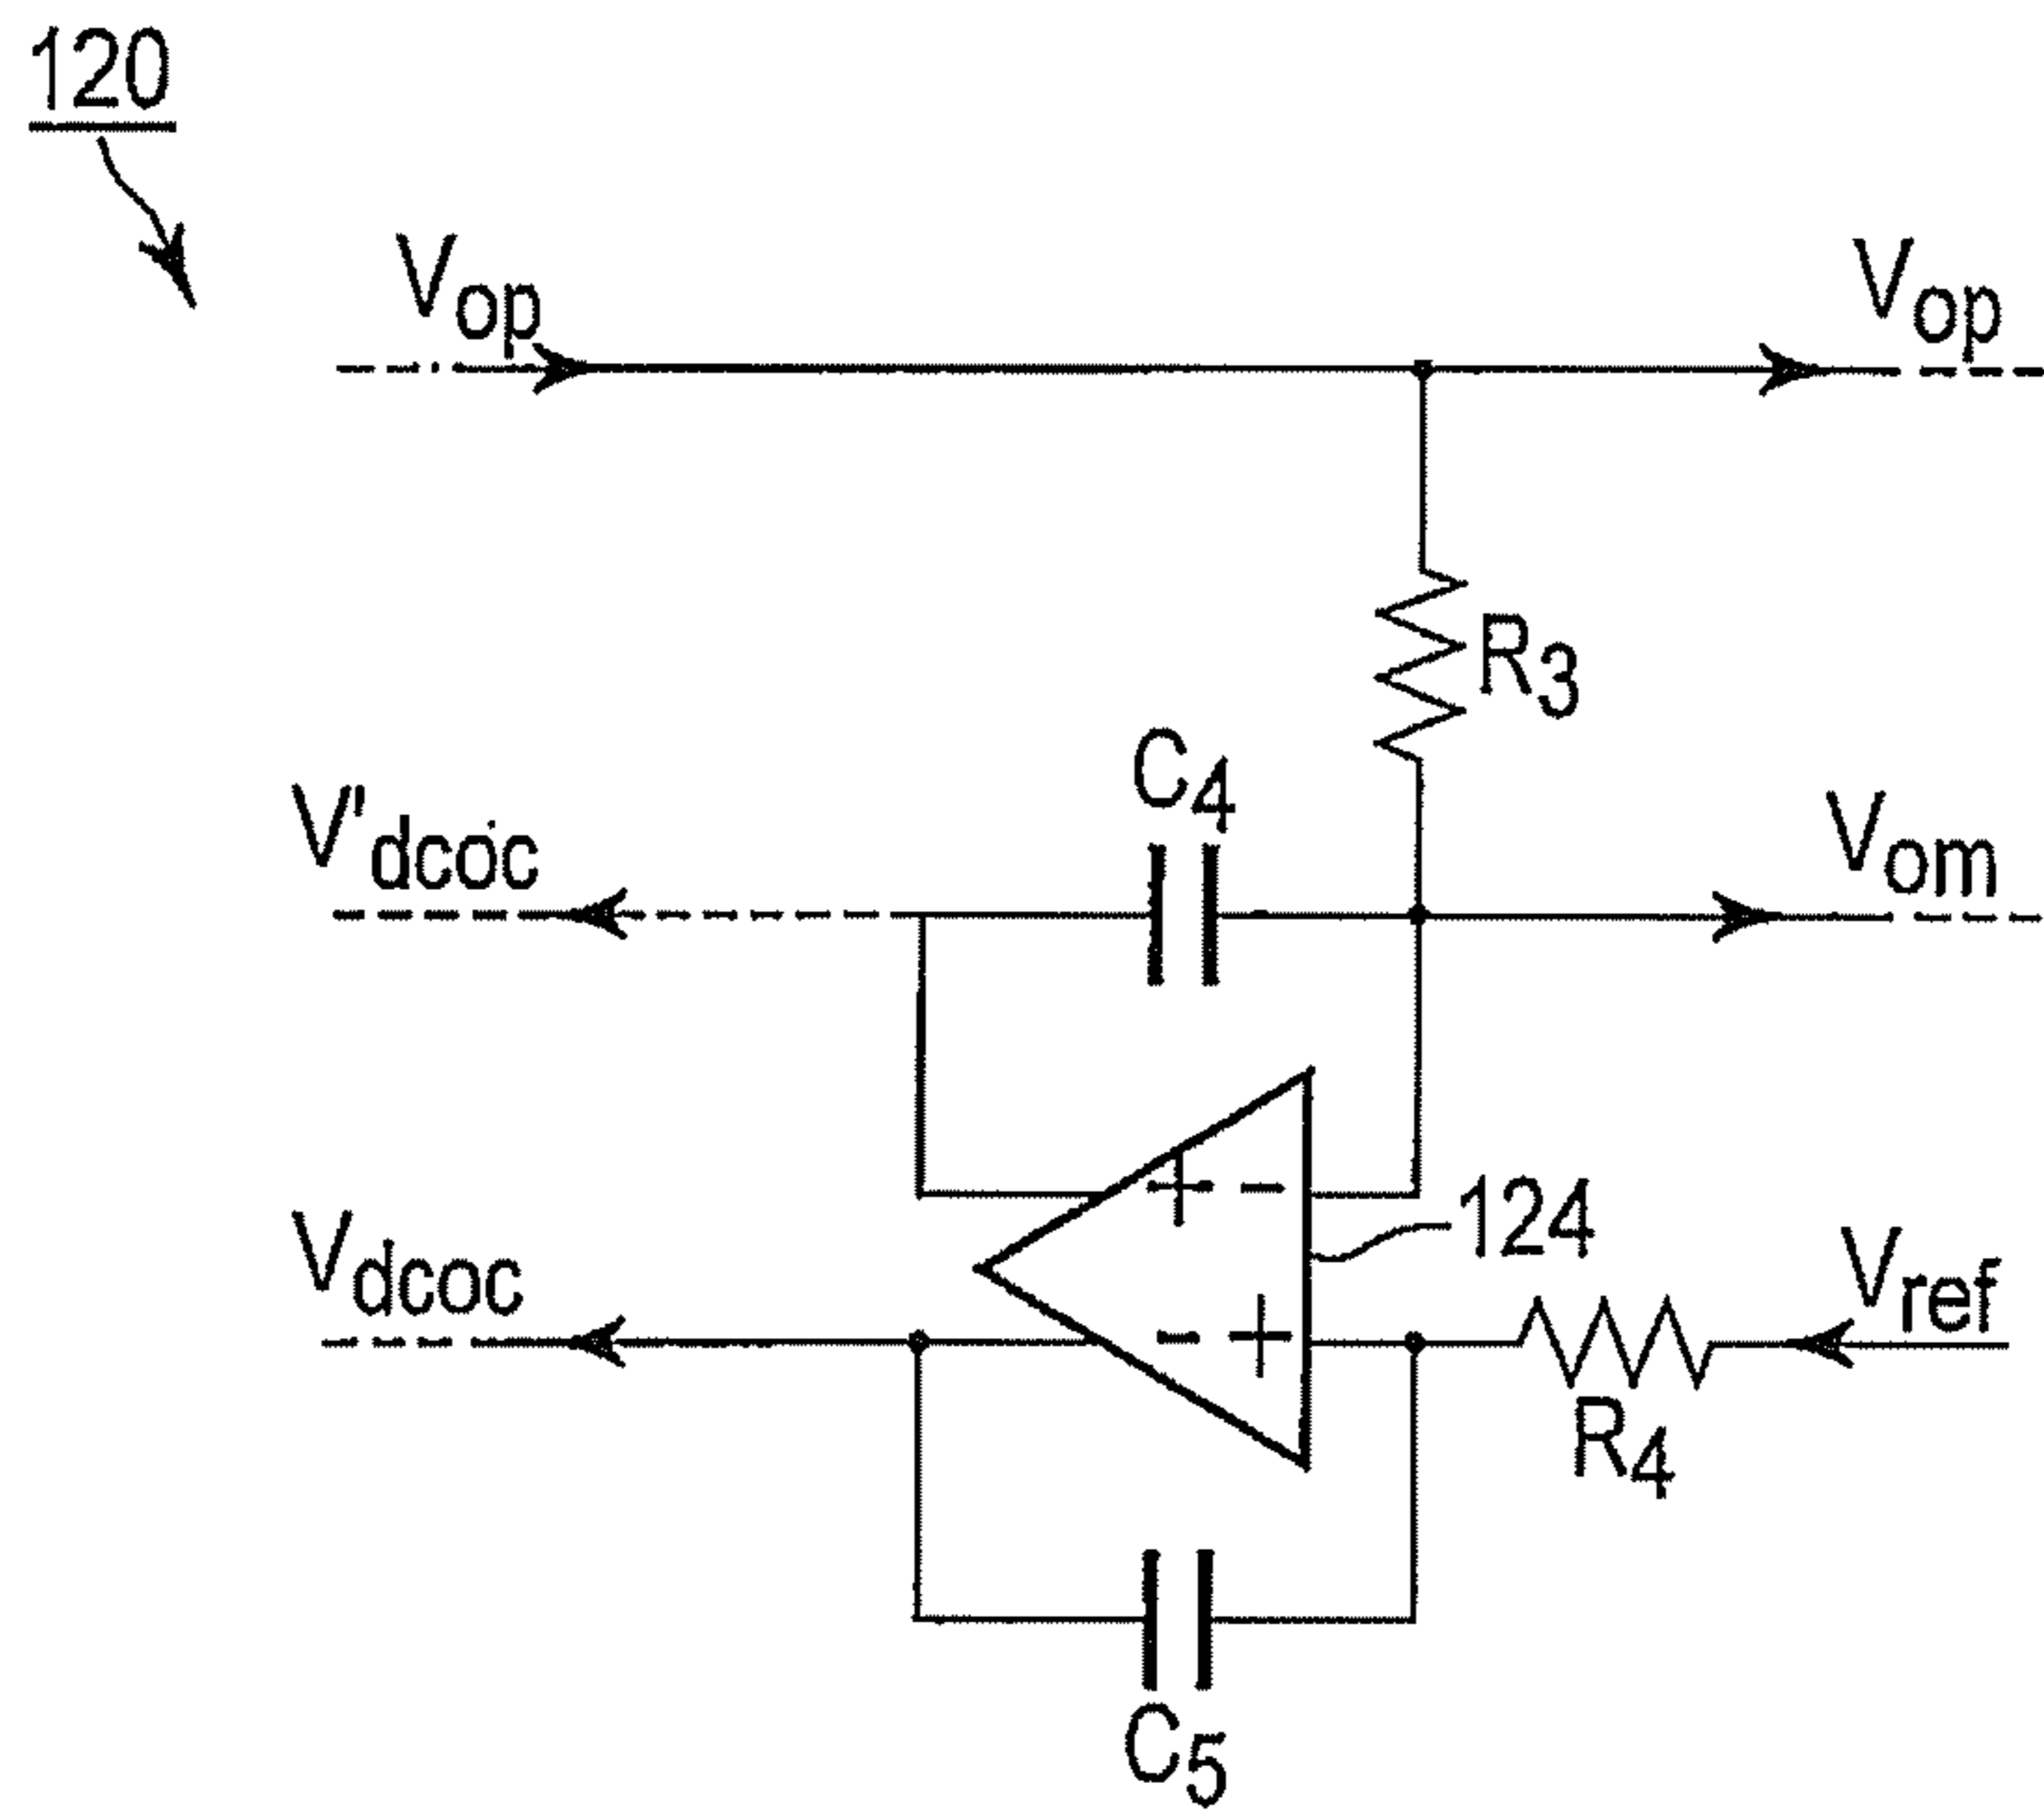 120
Vop
Vop
R3
C4
V'dcoc
Vom
+ -
124
Vdcoc
- +
Vref
R4
C5